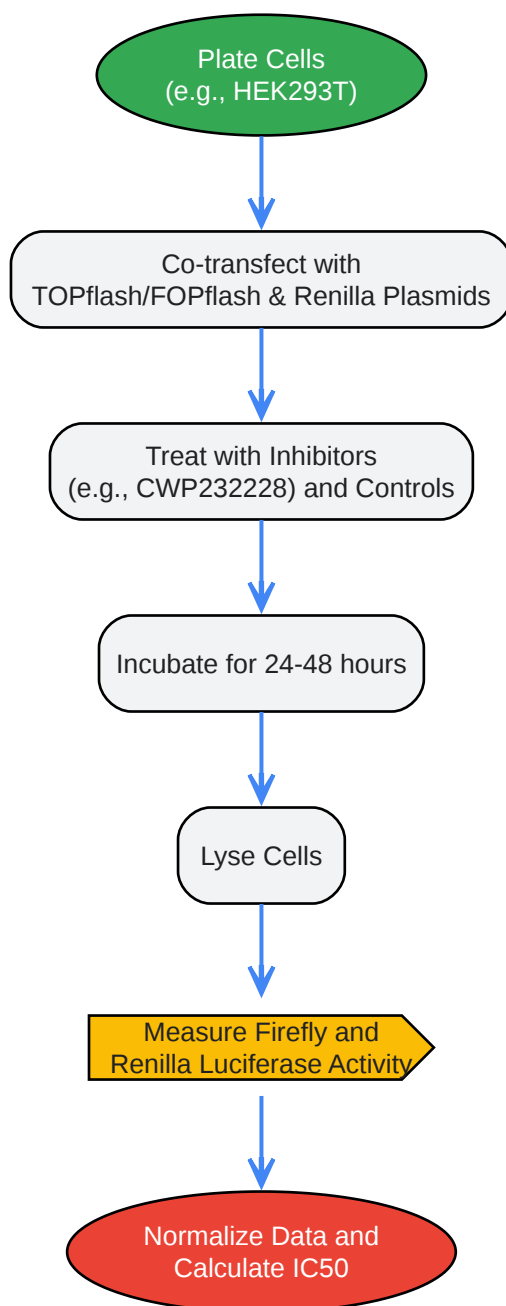 Plate Cells
(e.g., HEK293T)
Co-transfect with
TOPflash/FOPflash & Renilla Plasmids
Treat with Inhibitors
(e.g., CWP232228) and Controls
Incubate for 24-48 hours
Lyse Cells
Measure Firefly and
Renilla Luciferase Activity
Normalize Data and
Calculate IC50